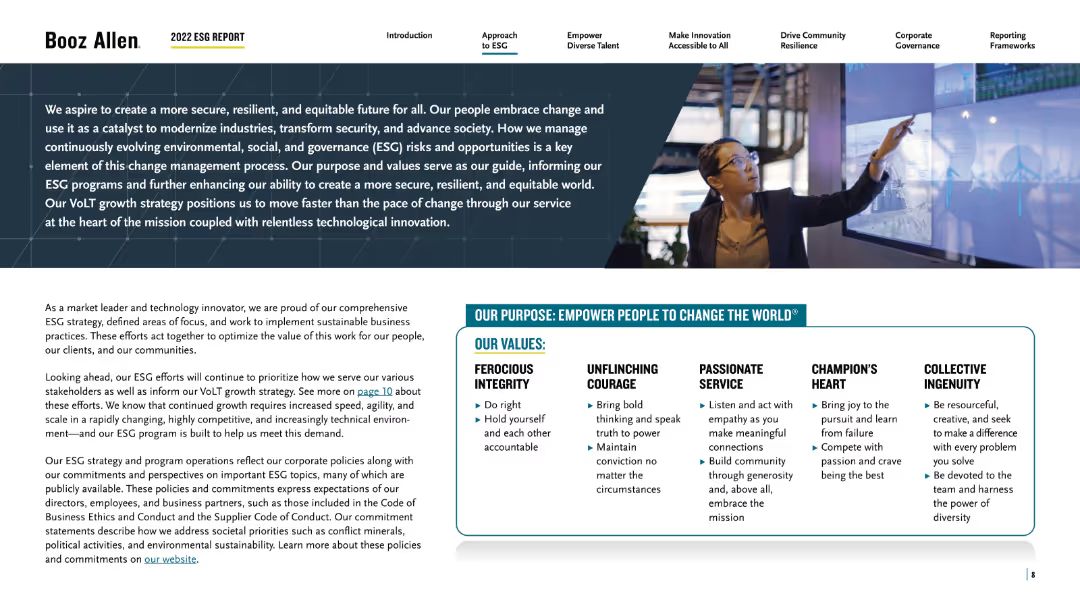 Booz Allen.
2022 ESG REPORT
Introduction
Approach
to ESG
Empower
Diverse Talent
Make Innovation
Accessible to All
Drive Community
Resilience
Corporate
Governance
Reporting
Frameworks
We aspire to create a more secure, resilient, and equitable future for all. Our people embrace change and
use it as a catalyst to modernize industries, transform security, and advance society. How we manage
continuously evolving environmental, social, and governance (ESG) risks and opportunities is a key
element of this change management process. Our purpose and values serve as our guide, informing our
ESG programs and further enhancing our ability to create a more secure, resilient, and equitable world.
Our VoLT growth strategy positions us to move faster than the pace of change through our service
at the heart of the mission coupled with relentless technological innovation.
As a market leader and technology innovator, we are proud of our comprehensive
ESG strategy, defined areas of focus, and work to implement sustainable business
practices. These efforts act together to optimize the value of this work for our people,
our clients, and our communities.
Looking ahead, our ESG efforts will continue to prioritize how we serve our various
stakeholders as well as inform our VoLT growth strategy. See more on page 10 about
these efforts. We know that continued growth requires increased speed, agility, and
scale in a rapidly changing, highly competitive, and increasingly technical environ-
ment—and our ESG program is built to help us meet this demand.
Our ESG strategy and program operations reflect our corporate policies along with
our commitments and perspectives on important ESG topics, many of which are
publicly available. These policies and commitments express expectations of our
directors, employees, and business partners, such as those included in the Code of
Business Ethics and Conduct and the Supplier Code of Conduct. Our commitment
statements describe how we address societal priorities such as conflict minerals,
political activities, and environmental sustainability. Learn more about these policies
and commitments on our website.
OUR PURPOSE: EMPOWER PEOPLE TO CHANGE THE WORLD®
OUR VALUES:
FEROCIOUS
INTEGRITY
▸ Do right
▸ Hold yourself
and each other
accountable
UNFLINCHING
COURAGE
▸ Bring bold
thinking and speak
truth to power
▸ Maintain
conviction no
matter the
circumstances
PASSIONATE
SERVICE
▸ Listen and act with
empathy as you
make meaningful
connections
▸ Build community
through generosity
and, above all,
embrace the
mission
CHAMPION'S
HEART
▸ Bring joy to the
pursuit and learn
from failure
▸ Compete with
passion and crave
being the best
COLLECTIVE
INGENUITY
▸ Be resourceful,
creative, and seek
to make a difference
with every problem
you solve
▸ Be devoted to the
team and harness
the power of
diversity
8